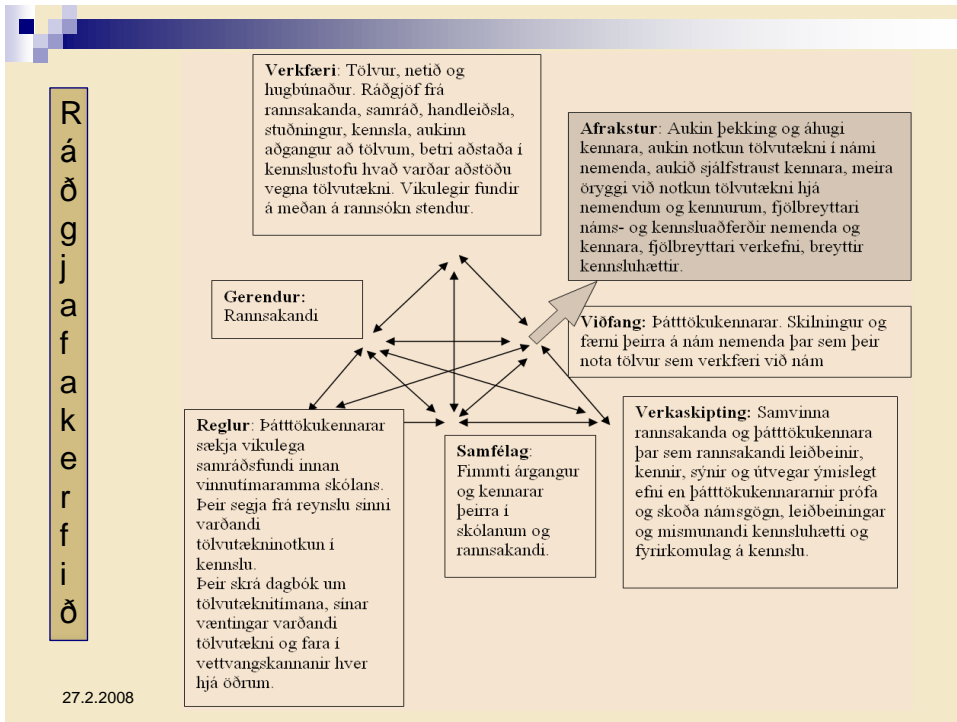 Ráðgjafakerfið
Verkfæri: Tölvur, netið og
hugbúnaður. Ráðgjöf frá
rannsakanda, samráð, handleiðsla,
stuðningur, kennsla, aukinn
aðgangur að tölvum, betri aðstaða í
kennslustofu hvað varðar aðstöðu
vegna tölvutækni. Vikulegir fundir
á meðan á rannsókn stendur.
Afrakstur: Aukin þekking og áhugi
kennara, aukin notkun tölvutækni í námi
nemenda, aukið sjálfstraust kennara, meira
öryggi við notkun tölvutækni hjá
nemendum og kennurum, fjölbreyttari
náms- og kennsluaðferðir nemenda og
kennara, fjölbreyttari verkefni, breyttir
kennsluhættir.
Gerendur:
Rannsakandi
Viðfang: Þátttökukennarar. Skilningur og
færni þeirra á nám nemenda þar sem þeir
nota tölvur sem verkfæri við nám
Reglur: Þátttökukennarar
sækja vikulega
samráðsfundi innan
vinnutímaramma skólans.
Þeir segja frá reynslu sinni
varðandi
tölvutækninotkun í
kennslu.
Þeir skrá dagbók um
tölvutæknitímana, sínar
væntingar varðandi
tölvutækni og fara í
vettvangskannanir hver
hjá öðrum.
Samfélag:
Fimmti árgangur
og kennarar
þeirra í
skólanum og
rannsakandi.
Verkaskipting: Samvinna
rannsakanda og þátttökukennara
þar sem rannsakandi leiðbeinir,
kennir, sýnir og útvegar ýmislegt
efni en þátttökukennararnir prófa
og skoða námsgögn, leiðbeiningar
og mismunandi kennsluhætti og
fyrirkomulag á kennslu.
27.2.2008